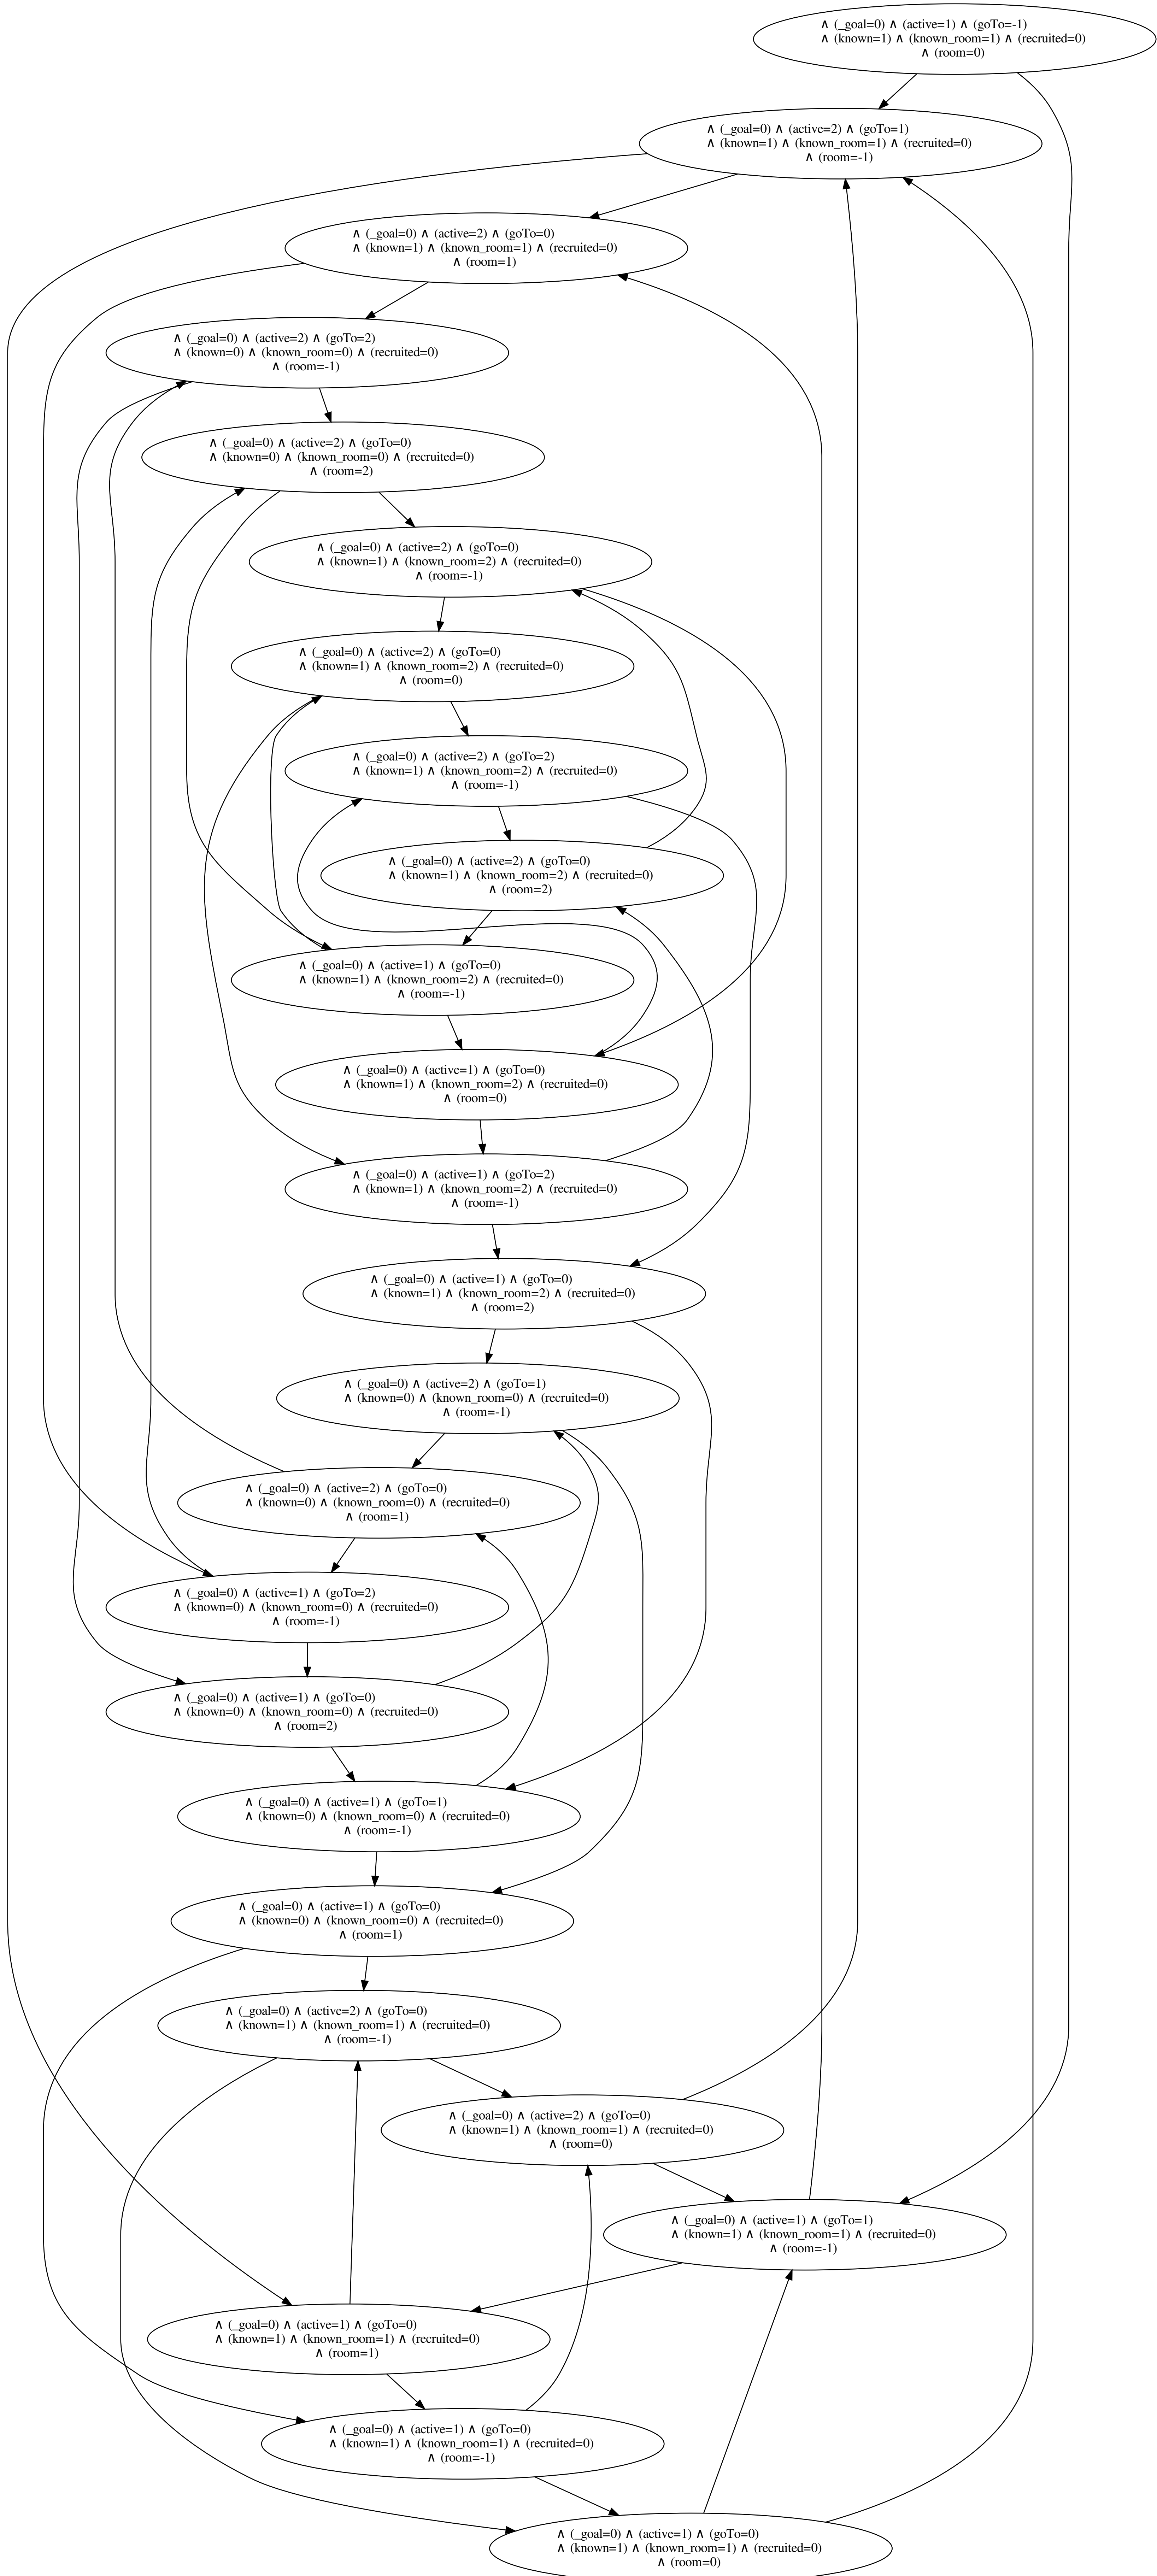 ∧ (_goal=0) ∧ (active=1) ∧ (goTo=-1)
∧ (known=1) ∧ (known_room=1) ∧ (recruited=0)
∧ (room=0)
∧ (_goal=0) ∧ (active=2) ∧ (goTo=1)
∧ (known=1) ∧ (known_room=1) ∧ (recruited=0)
∧ (room=-1)
∧ (_goal=0) ∧ (active=2) ∧ (goTo=0)
∧ (known=1) ∧ (known_room=1) ∧ (recruited=0)
∧ (room=1)
∧ (_goal=0) ∧ (active=2) ∧ (goTo=2)
∧ (known=0) ∧ (known_room=0) ∧ (recruited=0)
∧ (room=-1)
∧ (_goal=0) ∧ (active=2) ∧ (goTo=0)
∧ (known=0) ∧ (known_room=0) ∧ (recruited=0)
∧ (room=2)
∧ (_goal=0) ∧ (active=2) ∧ (goTo=0)
∧ (known=1) ∧ (known_room=2) ∧ (recruited=0)
∧ (room=-1)
∧ (_goal=0) ∧ (active=2) ∧ (goTo=0)
∧ (known=1) ∧ (known_room=2) ∧ (recruited=0)
∧ (room=0)
∧ (_goal=0) ∧ (active=2) ∧ (goTo=2)
∧ (known=1) ∧ (known_room=2) ∧ (recruited=0)
∧ (room=-1)
∧ (_goal=0) ∧ (active=2) ∧ (goTo=0)
∧ (known=1) ∧ (known_room=2) ∧ (recruited=0)
∧ (room=2)
∧ (_goal=0) ∧ (active=1) ∧ (goTo=0)
∧ (known=1) ∧ (known_room=2) ∧ (recruited=0)
∧ (room=-1)
∧ (_goal=0) ∧ (active=1) ∧ (goTo=0)
∧ (known=1) ∧ (known_room=2) ∧ (recruited=0)
∧ (room=0)
∧ (_goal=0) ∧ (active=1) ∧ (goTo=2)
∧ (known=1) ∧ (known_room=2) ∧ (recruited=0)
∧ (room=-1)
∧ (_goal=0) ∧ (active=1) ∧ (goTo=0)
∧ (known=1) ∧ (known_room=2) ∧ (recruited=0)
∧ (room=2)
∧ (_goal=0) ∧ (active=2) ∧ (goTo=1)
∧ (known=0) ∧ (known_room=0) ∧ (recruited=0)
∧ (room=-1)
∧ (_goal=0) ∧ (active=2) ∧ (goTo=0)
∧ (known=0) ∧ (known_room=0) ∧ (recruited=0)
∧ (room=1)
∧ (_goal=0) ∧ (active=1) ∧ (goTo=2)
∧ (known=0) ∧ (known_room=0) ∧ (recruited=0)
∧ (room=-1)
∧ (_goal=0) ∧ (active=1) ∧ (goTo=0)
∧ (known=0) ∧ (known_room=0) ∧ (recruited=0)
∧ (room=2)
∧ (_goal=0) ∧ (active=1) ∧ (goTo=1)
∧ (known=0) ∧ (known_room=0) ∧ (recruited=0)
∧ (room=-1)
∧ (_goal=0) ∧ (active=1) ∧ (goTo=0)
∧ (known=0) ∧ (known_room=0) ∧ (recruited=0)
∧ (room=1)
∧ (_goal=0) ∧ (active=2) ∧ (goTo=0)
∧ (known=1) ∧ (known_room=1) ∧ (recruited=0)
∧ (room=-1)
∧ (_goal=0) ∧ (active=2) ∧ (goTo=0)
∧ (known=1) ∧ (known_room=1) ∧ (recruited=0)
∧ (room=0)
∧ (_goal=0) ∧ (active=1) ∧ (goTo=1)
∧ (known=1) ∧ (known_room=1) ∧ (recruited=0)
∧ (room=-1)
∧ (_goal=0) ∧ (active=1) ∧ (goTo=0)
∧ (known=1) ∧ (known_room=1) ∧ (recruited=0)
∧ (room=1)
∧ (_goal=0) ∧ (active=1) ∧ (goTo=0)
∧ (known=1) ∧ (known_room=1) ∧ (recruited=0)
∧ (room=-1)
∧ (_goal=0) ∧ (active=1) ∧ (goTo=0)
∧ (known=1) ∧ (known_room=1) ∧ (recruited=0)
∧ (room=0)